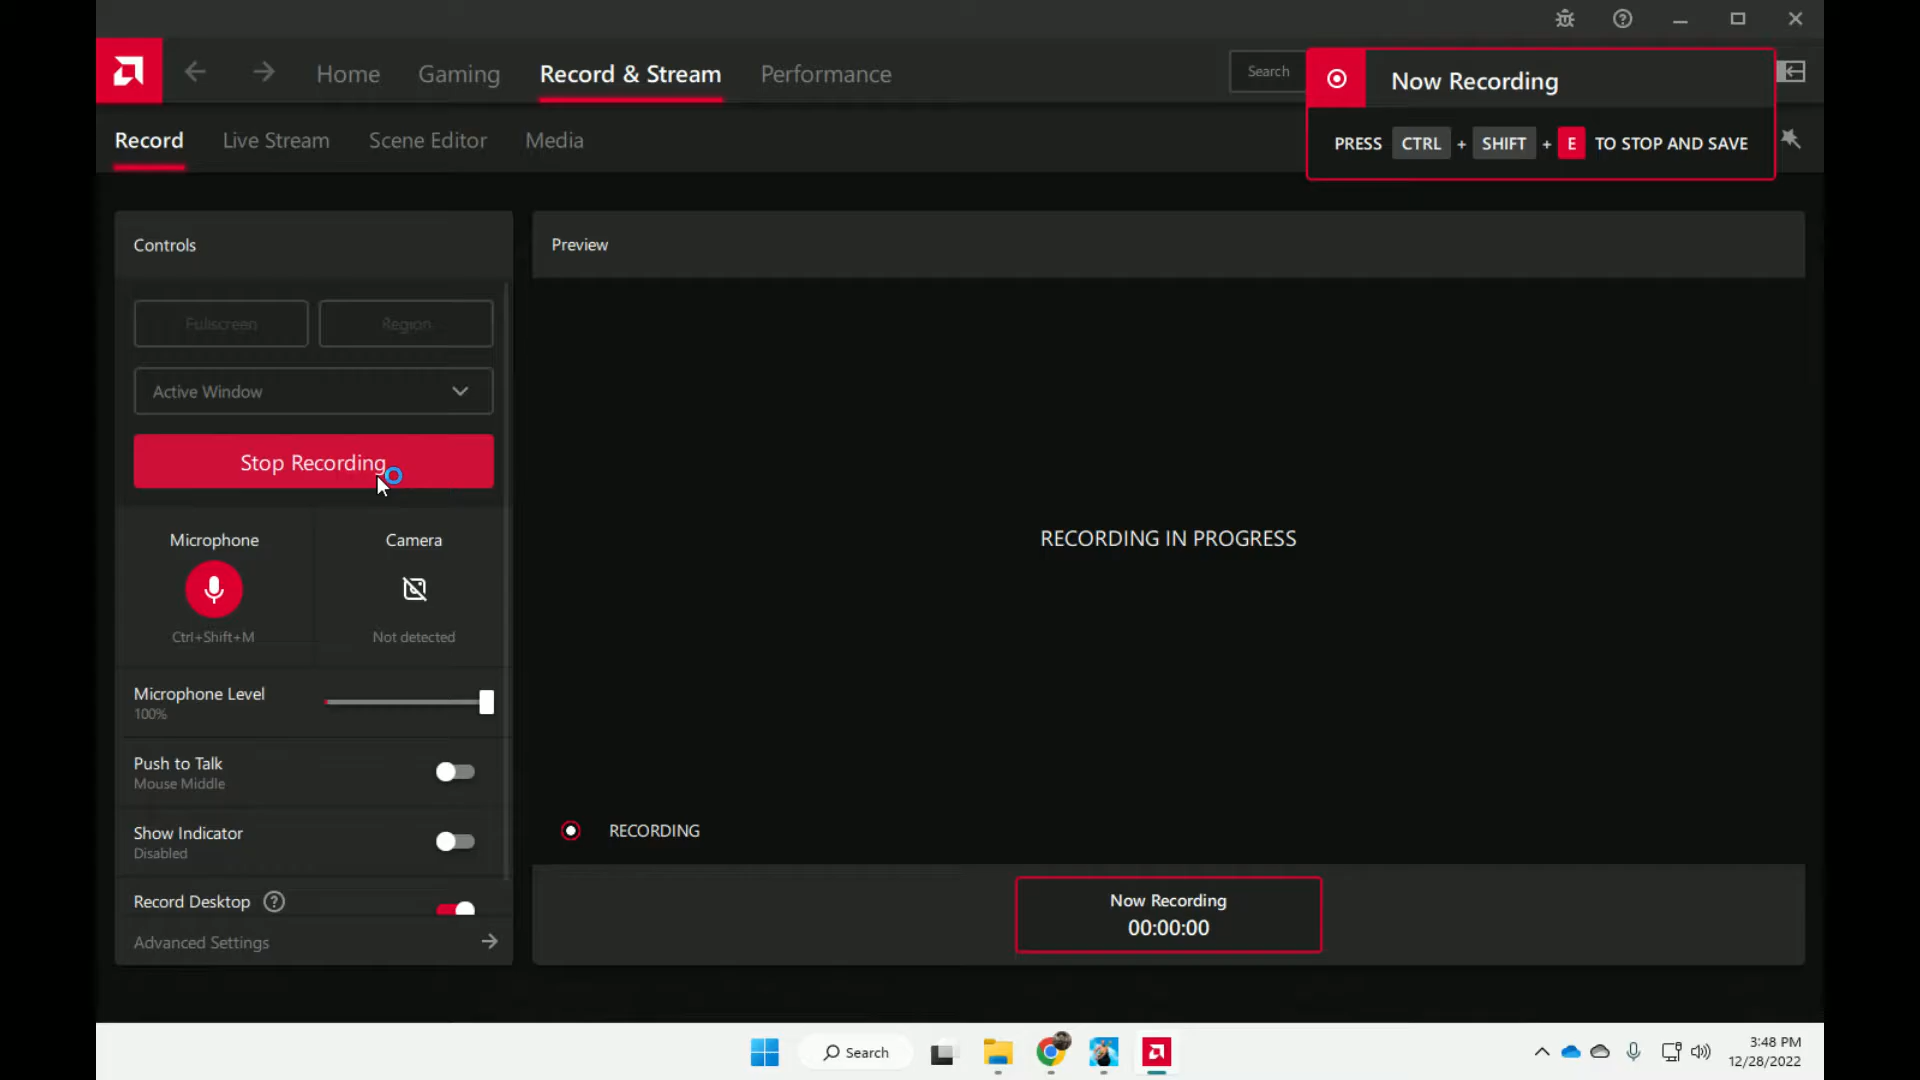 Home
Gaming
Record & Stream
Performance
Search
Now Recording
PRESS CTRL + SHIFT + E TO STOP AND SAVE
Record
Live Stream
Scene Editor
Media
Controls
Preview
Fullscreen
Region
Active Window
Stop Recording
Microphone
Camera
Ctrl+Shift+M
Not detected
Microphone Level
100%
Push to Talk
Mouse Middle
Show Indicator
Disabled
Record Desktop
Advanced Settings
RECORDING IN PROGRESS
RECORDING
Now Recording
00:00:00
Search
3:48 PM
12/28/2022